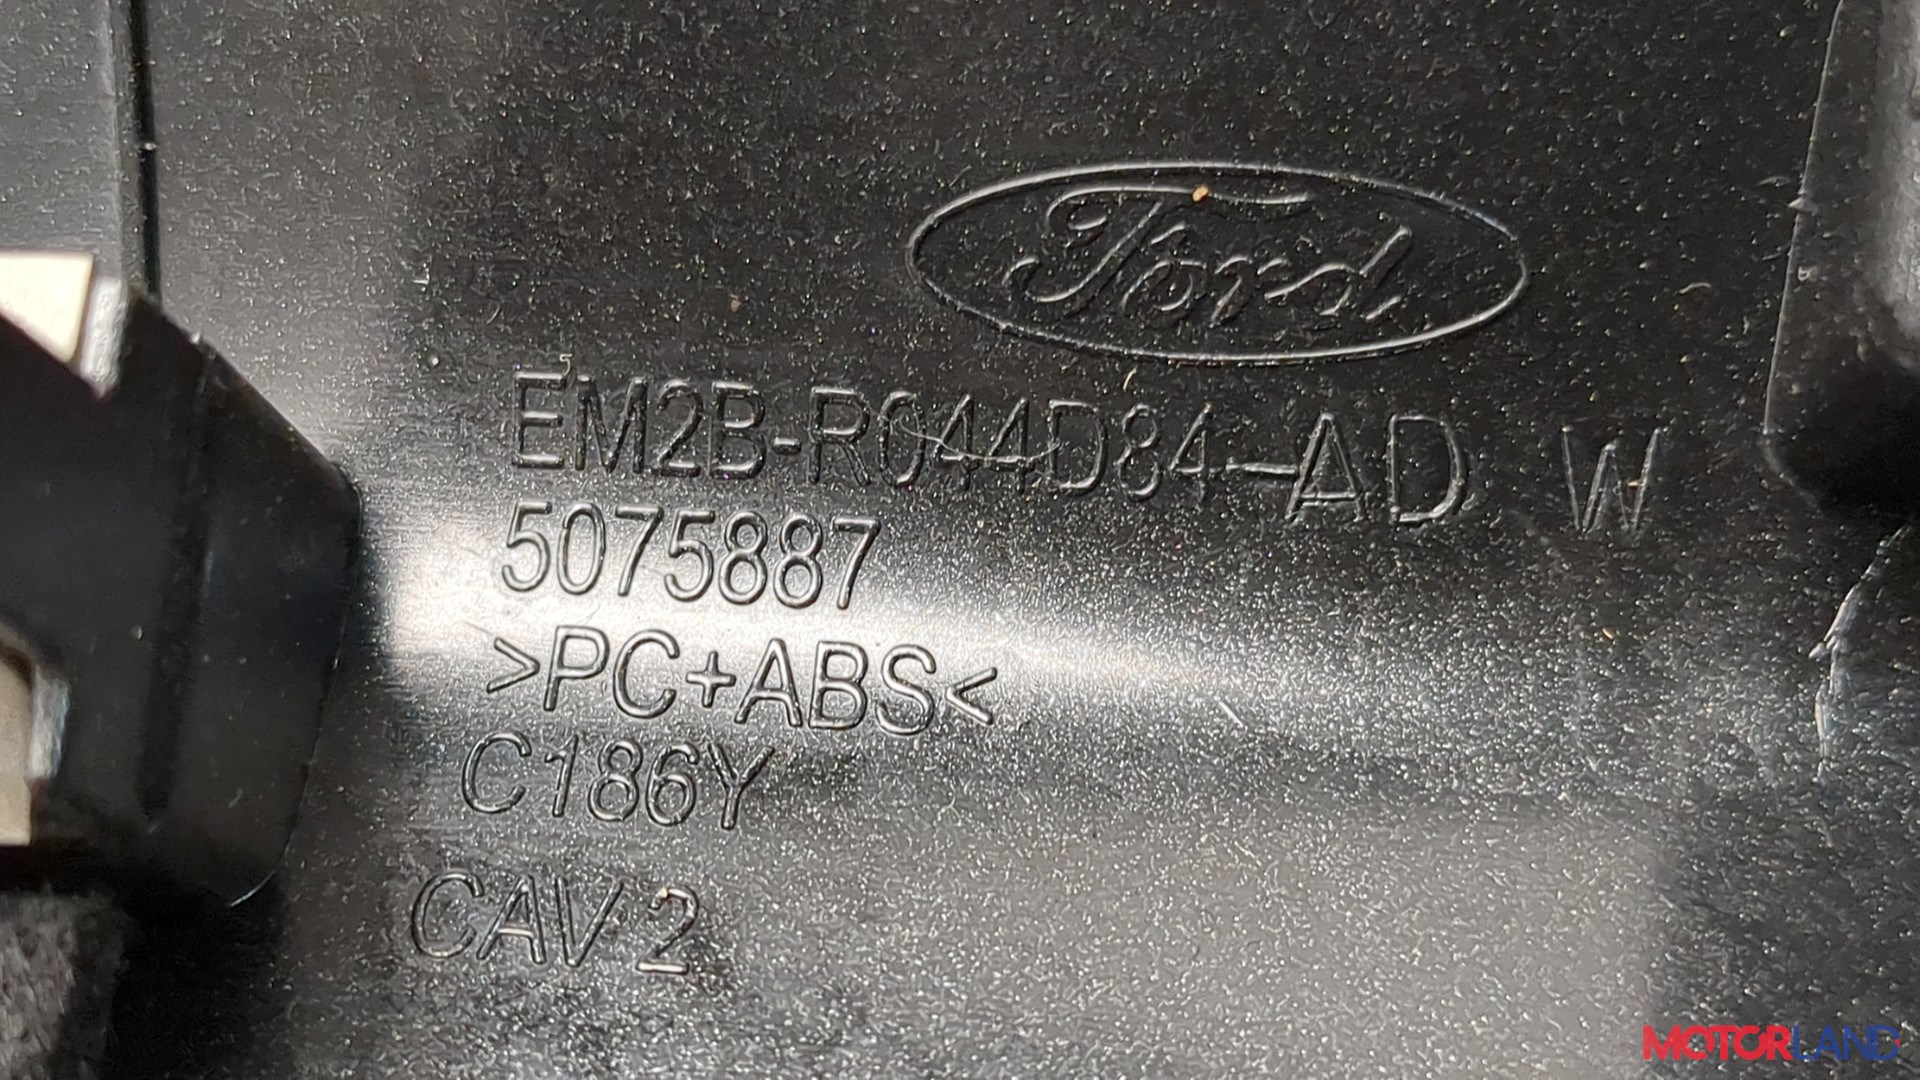 Ford
EM2B-R044D84-AD W
5075887
>PC+ABS<
C186Y
CAV 2
MOTORLAND